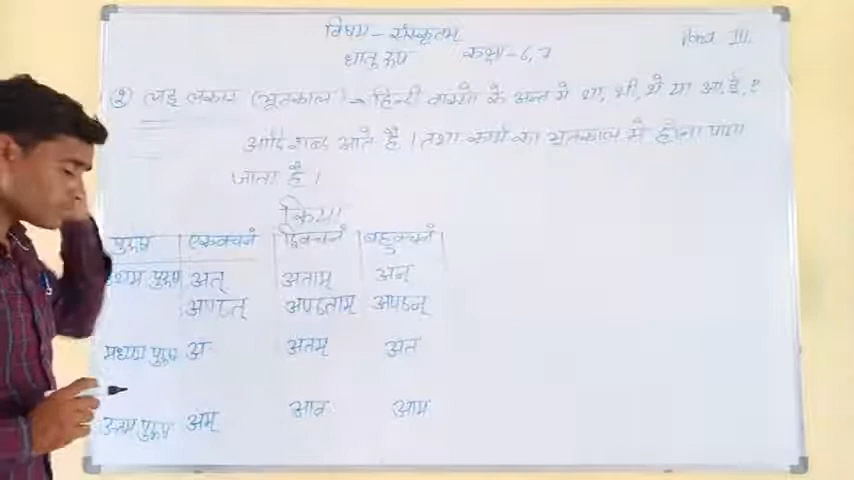 विषय - संस्कृतम्
धातु रूप कक्षा - 6, 7
Part III
② लङ् लकार (भूतकाल) - हिन्दी वाक्यों के अन्त में था, थी, थे या आ, ई, ए
आदि शब्द आते है । तथा कार्य का भूतकाल में होना पाया
जाता है ।
क्रिया
पुरुष एकवचनं द्विवचनं बहुवचनं
प्रथम पुरुष अत् अताम् अन्
अपठत् अपठताम् अपठन्
मध्यम पुरुष अः अतम् अत
उत्तम पुरुष अम् आव आम